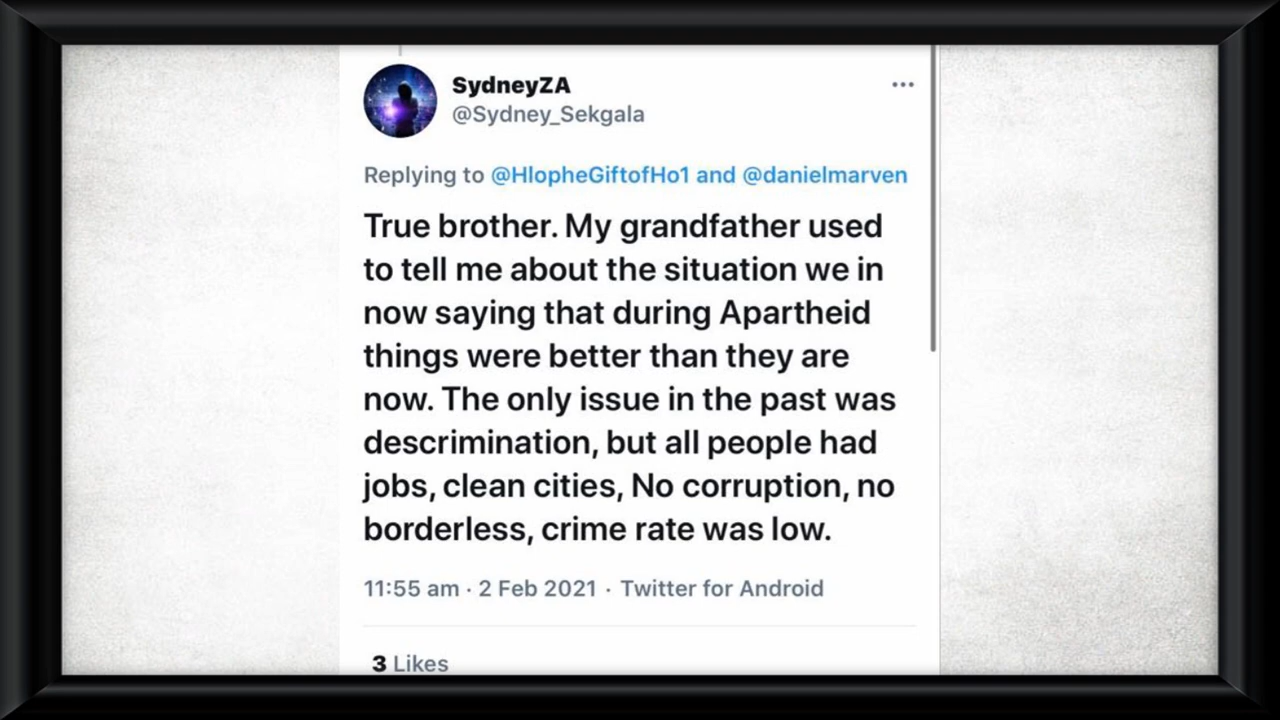 SydneyZA
@Sydney_Sekgala
Replying to @HlopheGiftofHo1 and @danielmarven
True brother. My grandfather used
to tell me about the situation we in
now saying that during Apartheid
things were better than they are
now. The only issue in the past was
descrimination, but all people had
jobs, clean cities, No corruption, no
borderless, crime rate was low.
11:55 am · 2 Feb 2021 · Twitter for Android
3 Likes